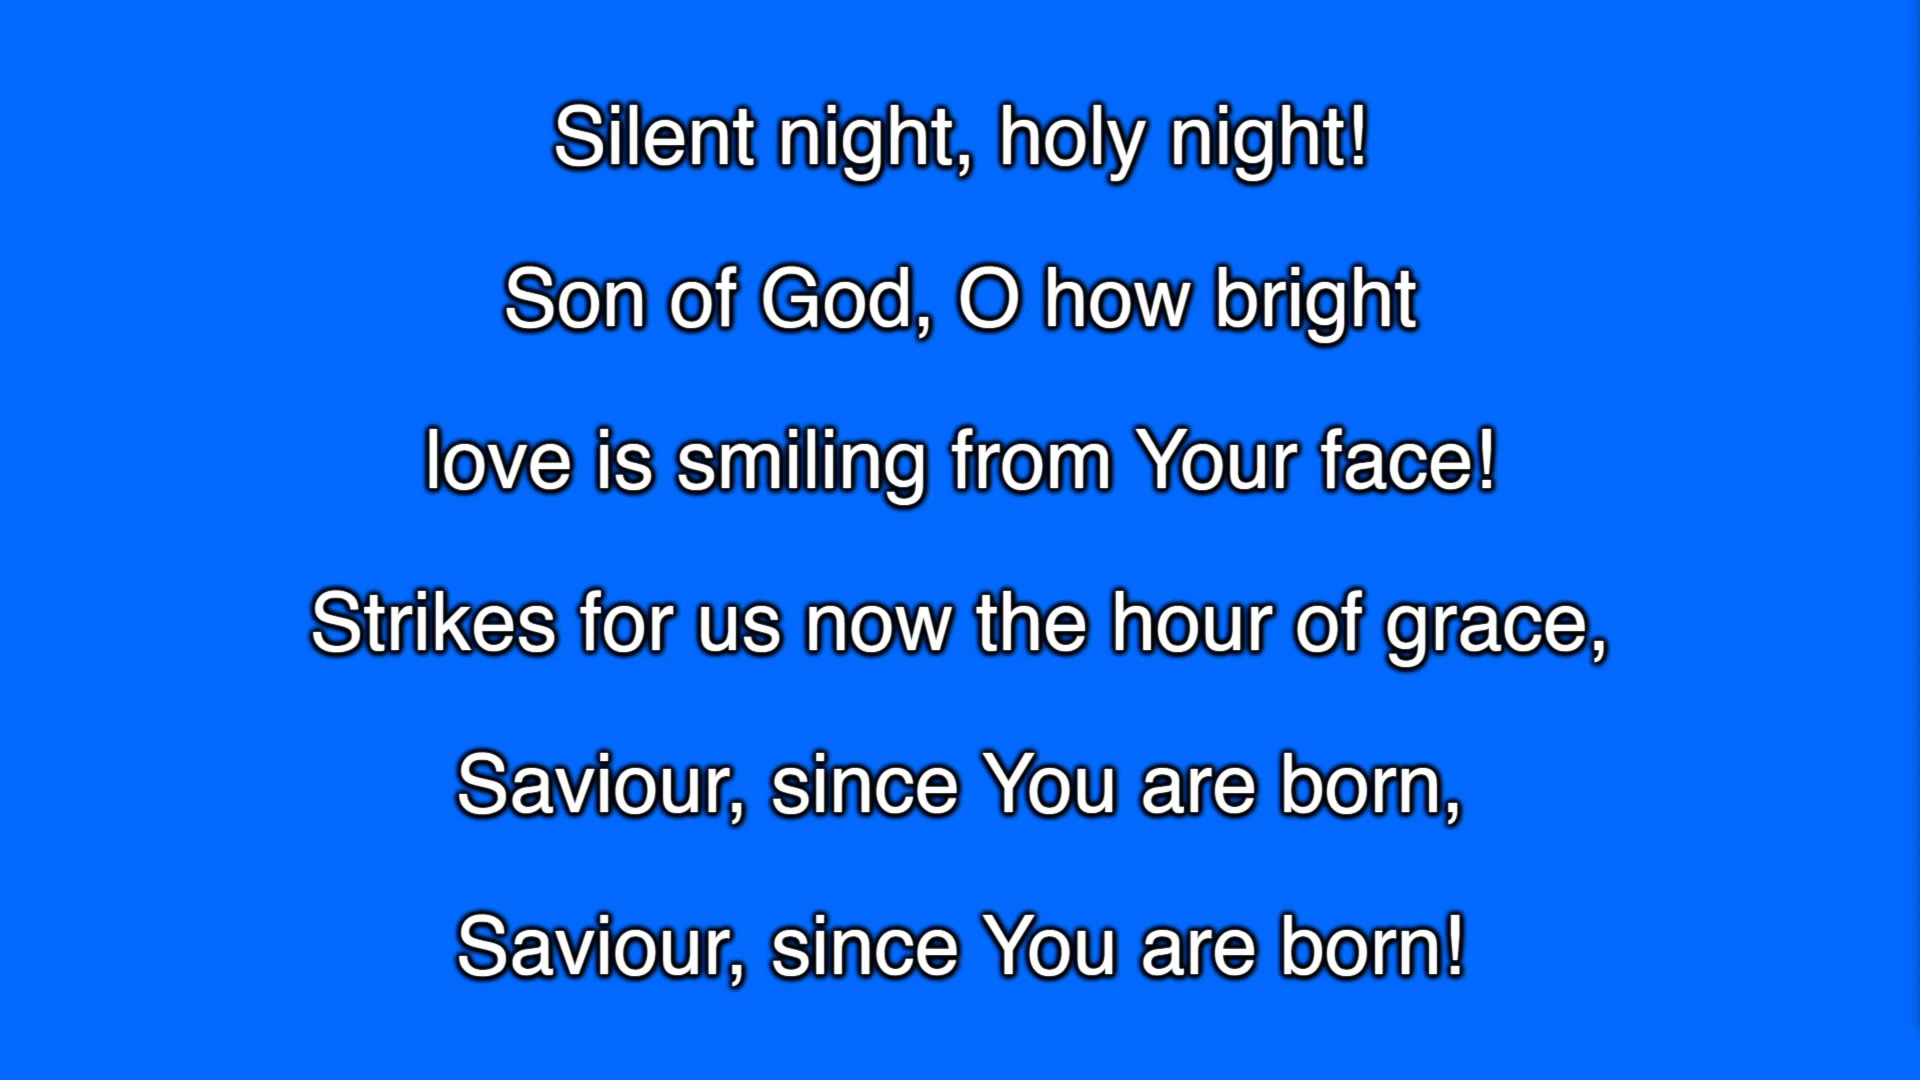 Silent night, holy night!
Son of God, O how bright
love is smiling from Your face!
Strikes for us now the hour of grace,
Saviour, since You are born,
Saviour, since You are born!